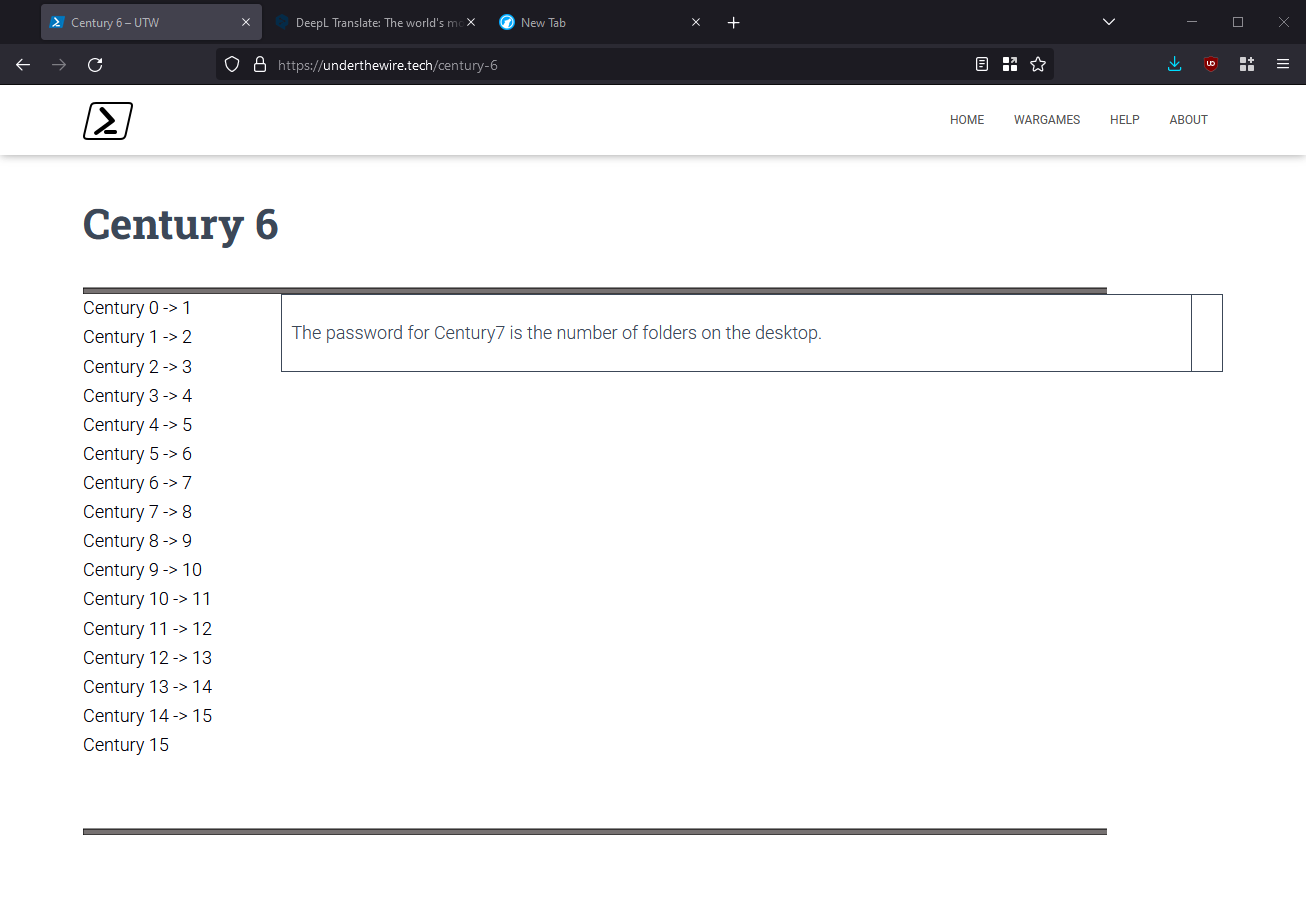 Century 6 – UTW
DeepL Translate: The world's mo
New Tab
https://underthewire.tech/century-6
UD
HOME WARGAMES HELP ABOUT
Century 6
Century 0 -> 1
The password for Century7 is the number of folders on the desktop.
Century 1 -> 2
Century 2 -> 3
Century 3 -> 4
Century 4 -> 5
Century 5 -> 6
Century 6 -> 7
Century 7 -> 8
Century 8 -> 9
Century 9 -> 10
Century 10 -> 11
Century 11 -> 12
Century 12 -> 13
Century 13 -> 14
Century 14 -> 15
Century 15